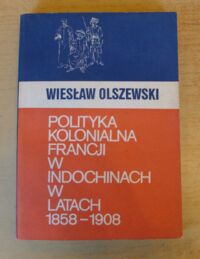 WIESŁAW OLSZEWSKI
POLITYKA
KOLONIALNA
FRANCJI
W
INDOCHINACH
W
LATACH
1858–1908